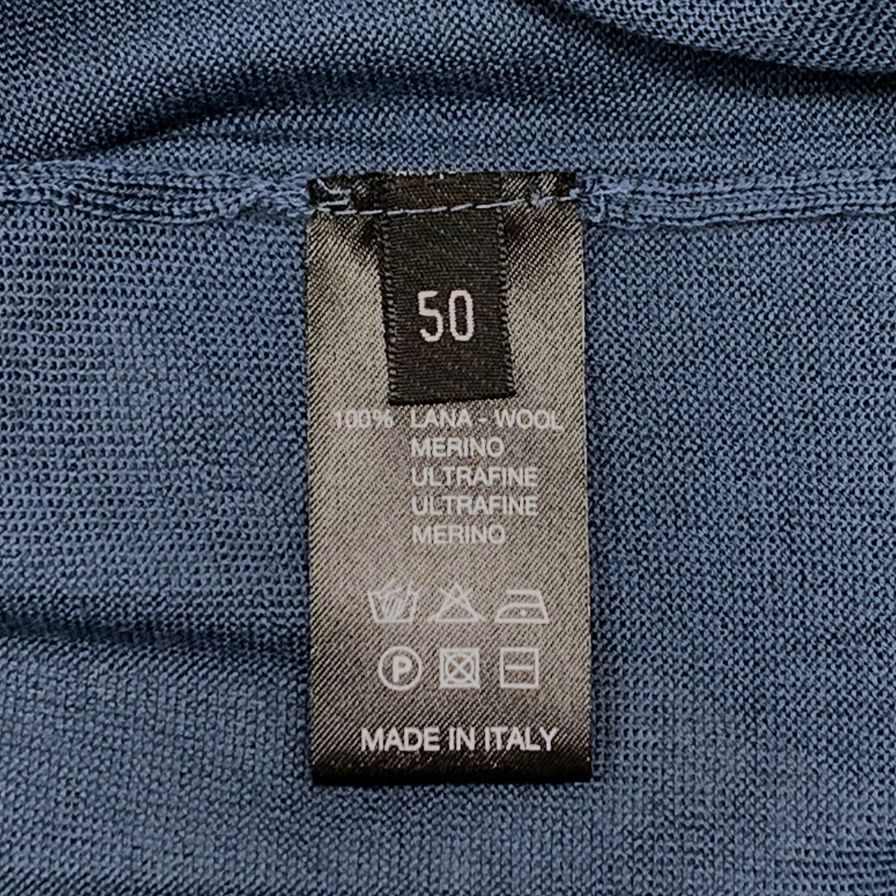 50
100% LANA - WOOL
MERINO
ULTRAFINE
ULTRAFINE
MERINO
P
MADE IN ITALY